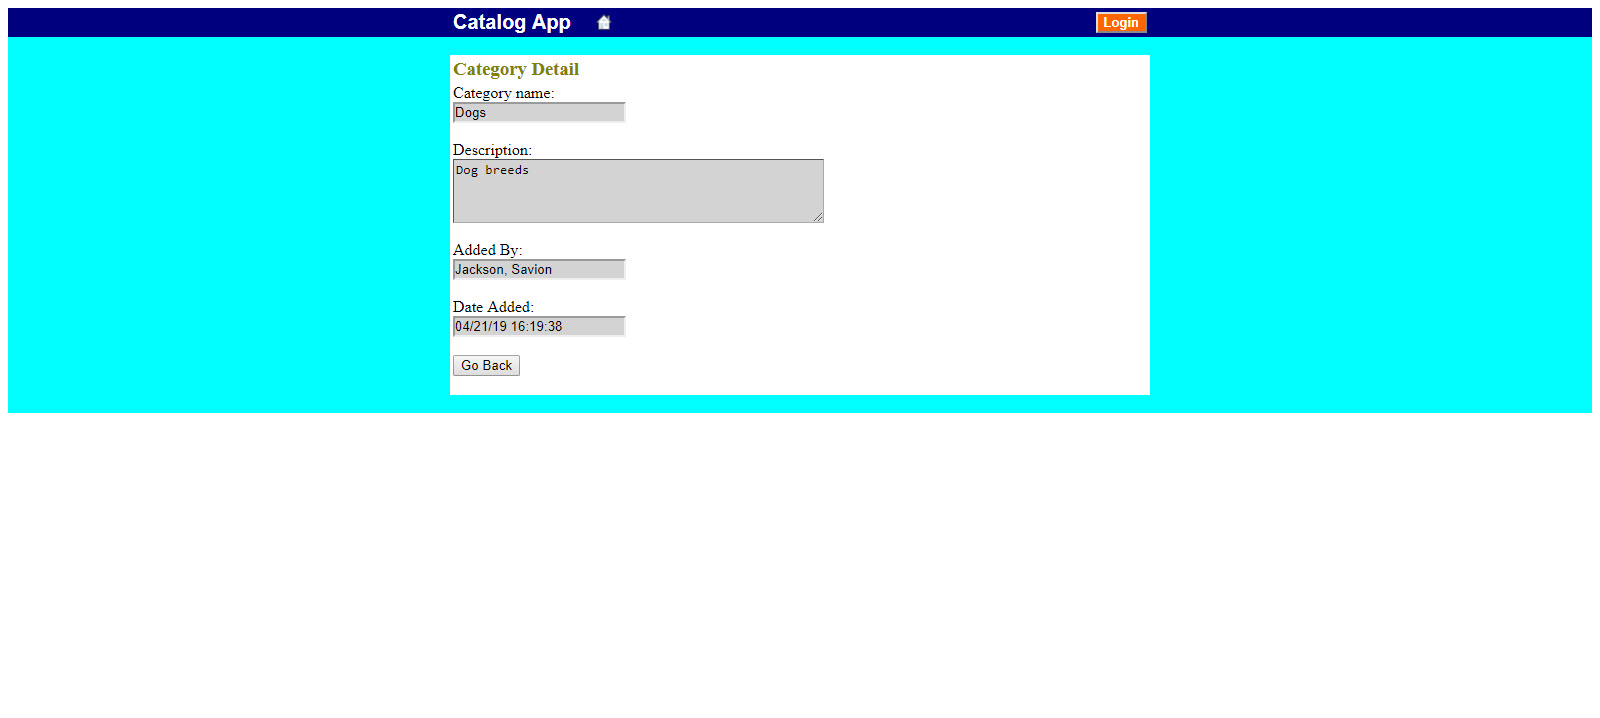 Catalog App
Login
Category Detail
Category name:
Dogs
Description:
Dog breeds
Added By:
Jackson, Savion
Date Added:
04/21/19 16:19:38
Go Back